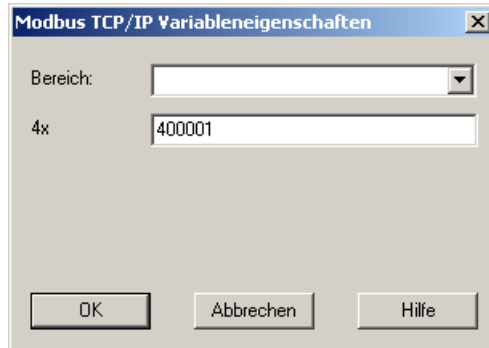 Modbus TCP/IP Variableneigenschaften
Bereich:
4x 400001
OK Abbrechen Hilfe